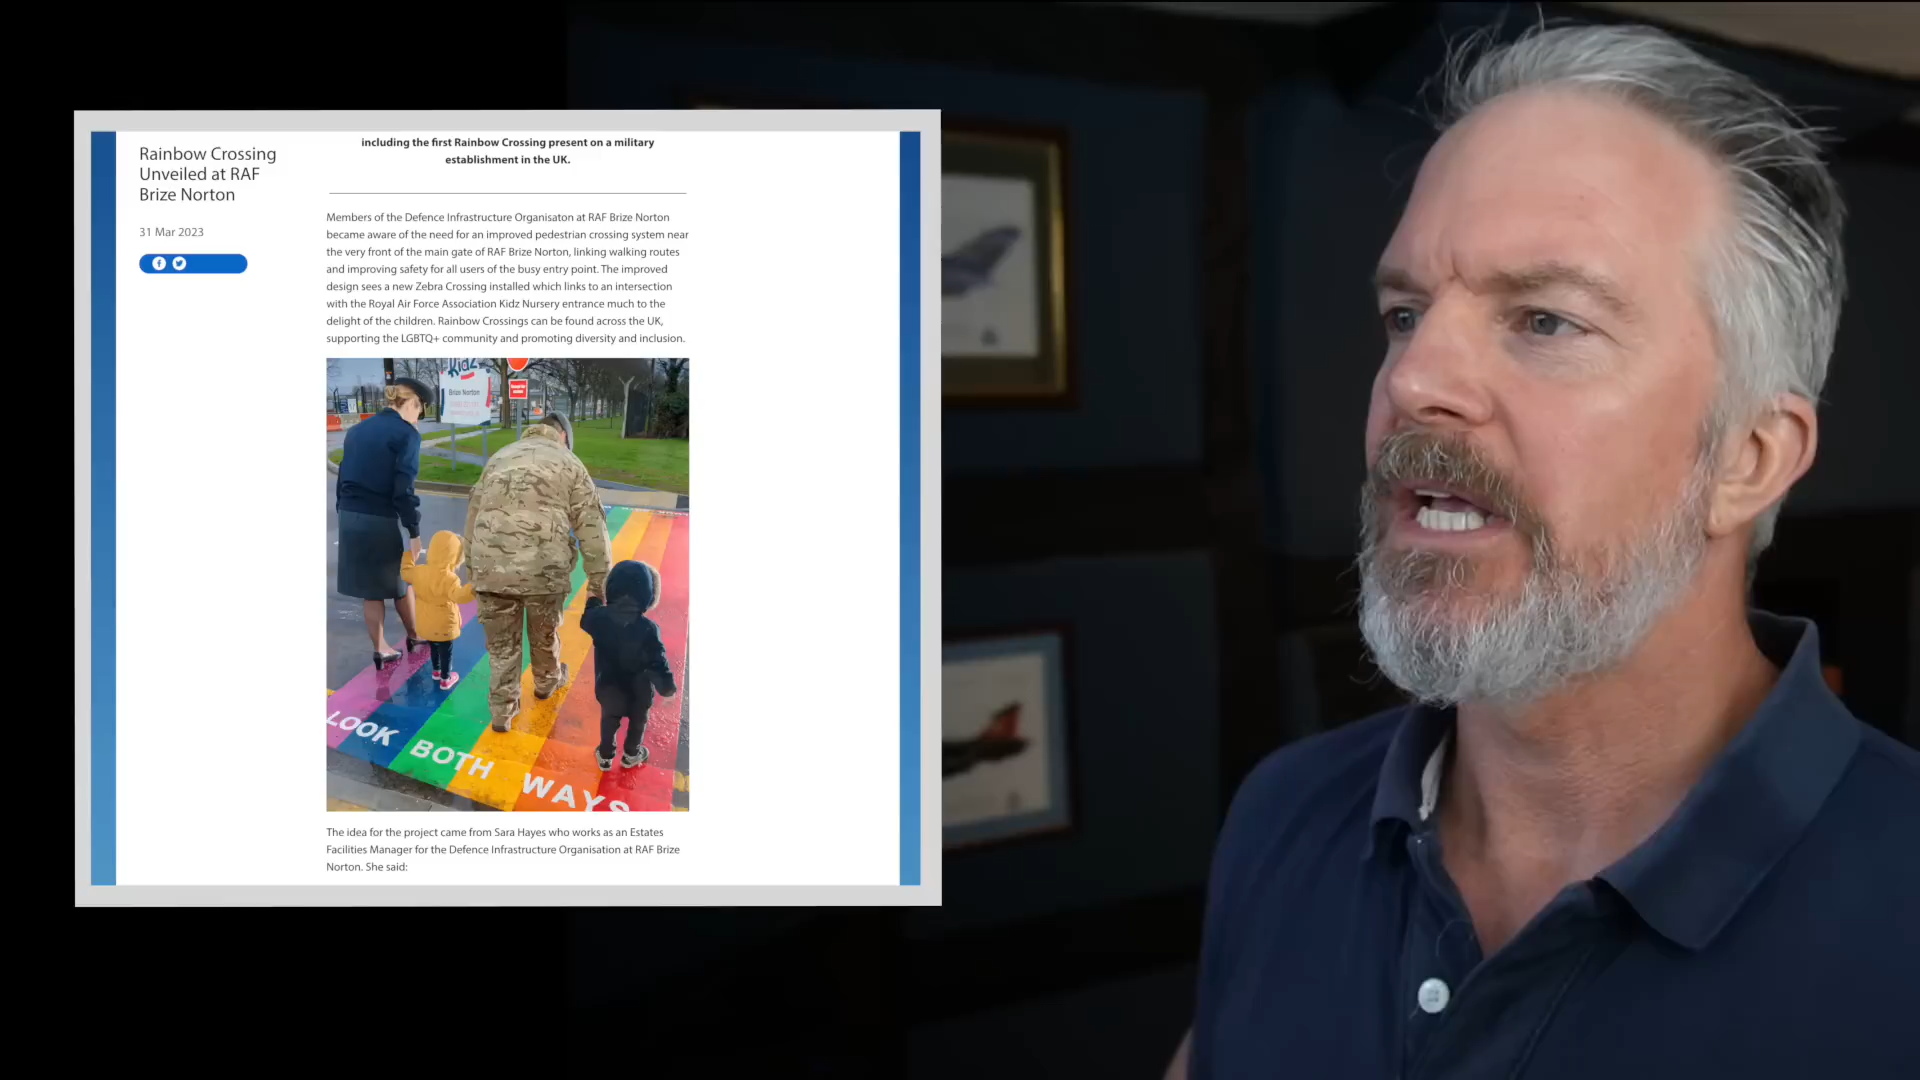 including the first Rainbow Crossing present on a military
establishment in the UK.
Rainbow Crossing
Unveiled at RAF
Brize Norton
31 Mar 2023
Members of the Defence Infrastructure Organisaton at RAF Brize Norton
became aware of the need for an improved pedestrian crossing system near
the very front of the main gate of RAF Brize Norton, linking walking routes
and improving safety for all users of the busy entry point. The improved
design sees a new Zebra Crossing installed which links to an intersection
with the Royal Air Force Association Kidz Nursery entrance much to the
delight of the children. Rainbow Crossings can be found across the UK,
supporting the LGBTQ+ community and promoting diversity and inclusion.
Kidz
Brize Norton
LOOK BOTH WAYS
The idea for the project came from Sara Hayes who works as an Estates
Facilities Manager for the Defence Infrastructure Organisation at RAF Brize
Norton. She said: